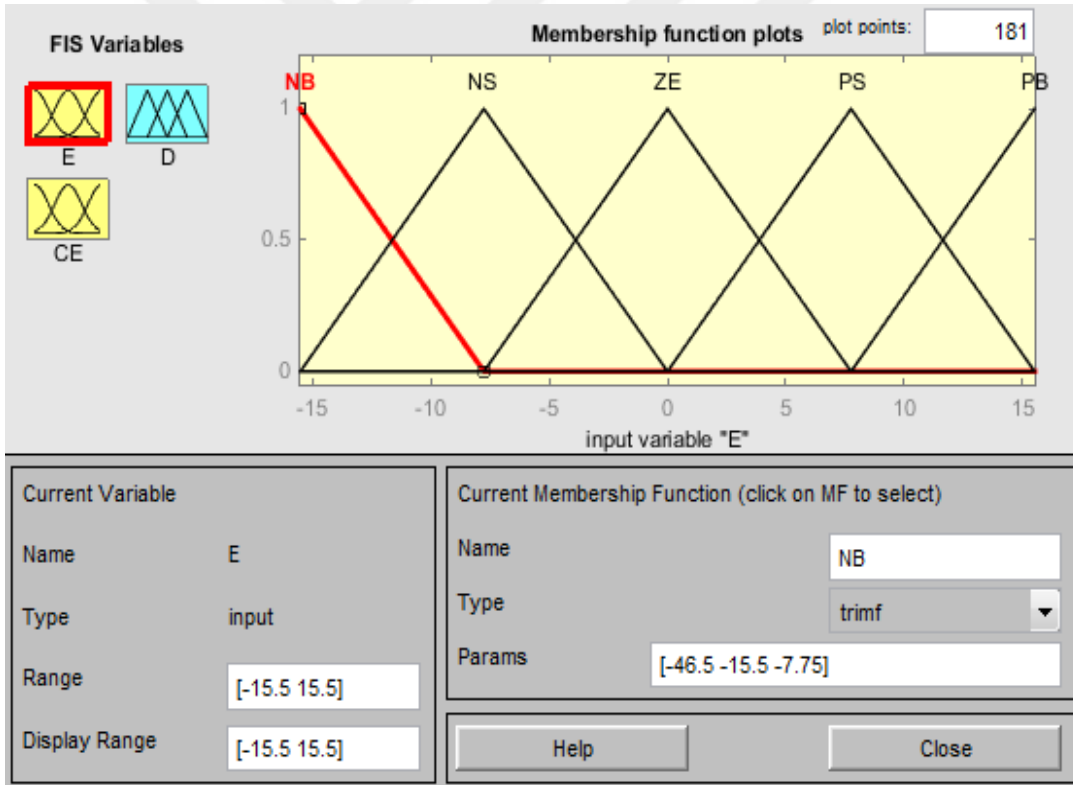 FIS Variables
Membership function plots plot points: 181
E D
CE
NB NS ZE PS PB
1
0.5
0
-15 -10 -5 0 5 10 15
input variable "E"
Current Variable
Name E
Type input
Range [-15.5 15.5]
Display Range [-15.5 15.5]
Current Membership Function (click on MF to select)
Name NB
Type trimf
Params [-46.5 -15.5 -7.75]
Help Close